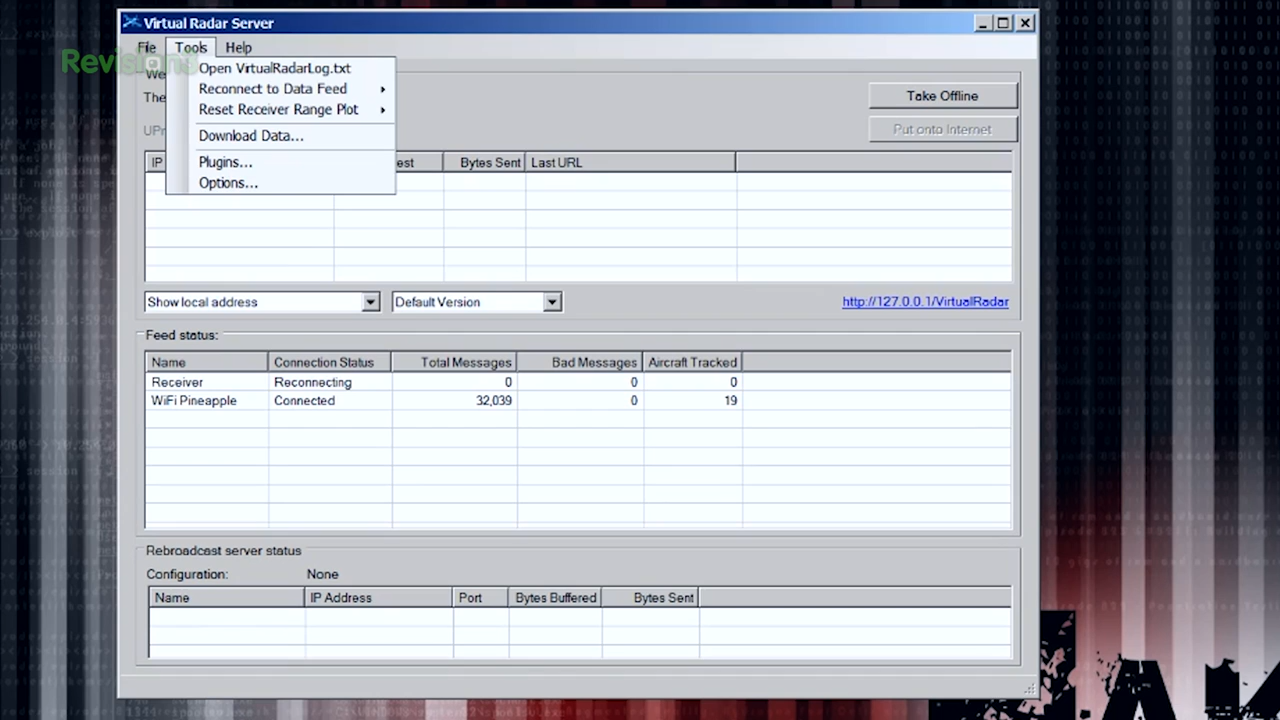 Virtual Radar Server
File Tools Help
Revision3
Open VirtualRadarLog.txt
Reconnect to Data Feed
Reset Receiver Range Plot
Download Data...
Plugins...
Options...
We
The
UPn
Take Offline
Put onto Internet
IP
est Bytes Sent Last URL
Show local address Default Version http://127.0.0.1/VirtualRadar
Feed status:
Name Connection Status Total Messages Bad Messages Aircraft Tracked
Receiver Reconnecting 0 0 0
WiFi Pineapple Connected 32,039 0 19
Rebroadcast server status
Configuration: None
Name IP Address Port Bytes Buffered Bytes Sent